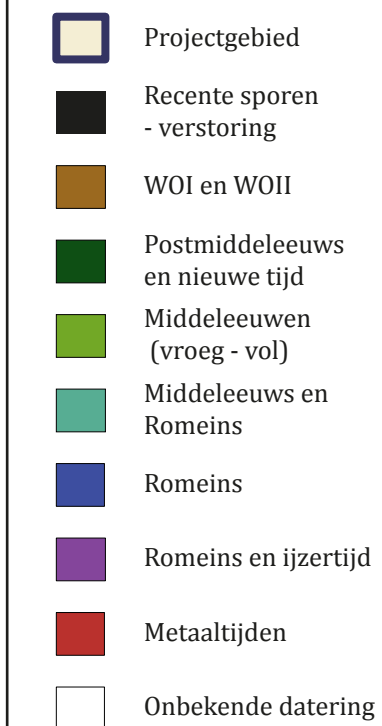 Projectgebied
Recente sporen
- verstoring
WOI en WOII
Postmiddeleeuws
en nieuwe tijd
Middeleeuwen
(vroeg - vol)
Middeleeuws en
Romeins
Romeins
Romeins en ijzertijd
Metaaltijden
Onbekende datering